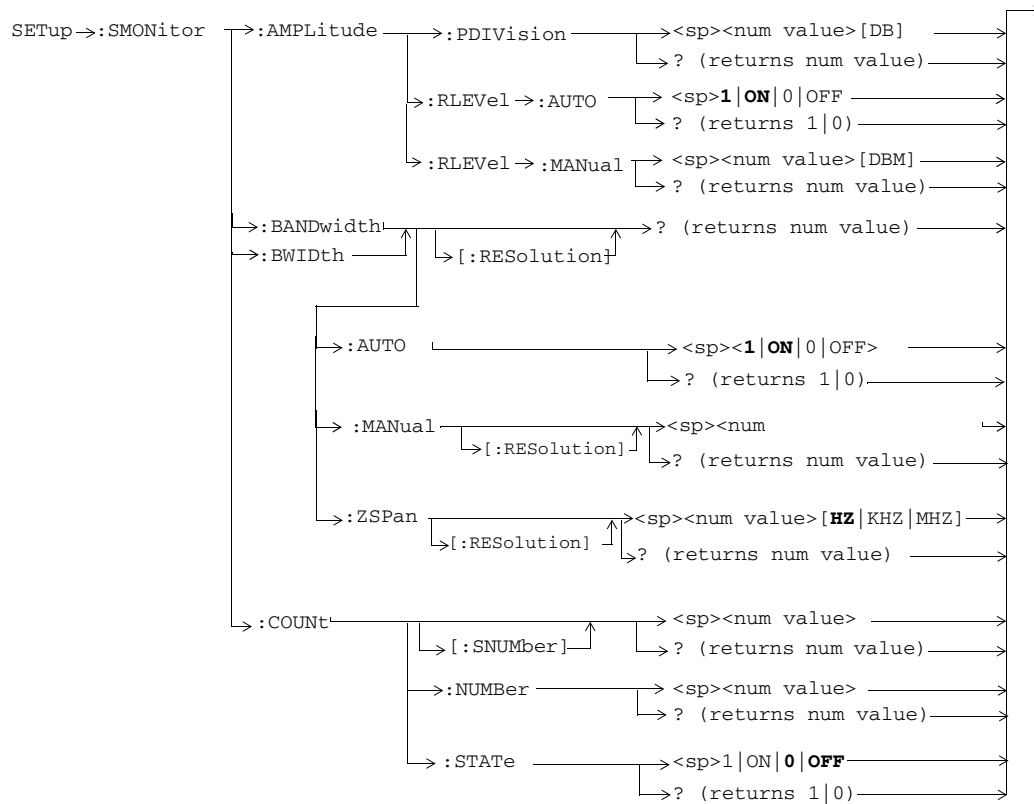 SETup :SMONitor :AMPLitude :PDIVision <sp><num value>[DB]
? (returns num value)
:RLEVel :AUTO <sp>1|ON|0|OFF
? (returns 1|0)
:RLEVel :MANual <sp><num value>[DBM]
? (returns num value)
:BANDwidth ? (returns num value)
:BWIDth [:RESolution]
:AUTO <sp><1|ON|0|OFF>
? (returns 1|0)
:MANual <sp><num
[:RESolution] ? (returns num value)
:ZSPan <sp><num value>[HZ|KHZ|MHZ]
[:RESolution] ? (returns num value)
:COUNt <sp><num value>
[:SNUMber] ? (returns num value)
:NUMBer <sp><num value>
? (returns num value)
:STATe <sp>1|ON|0|OFF
? (returns 1|0)